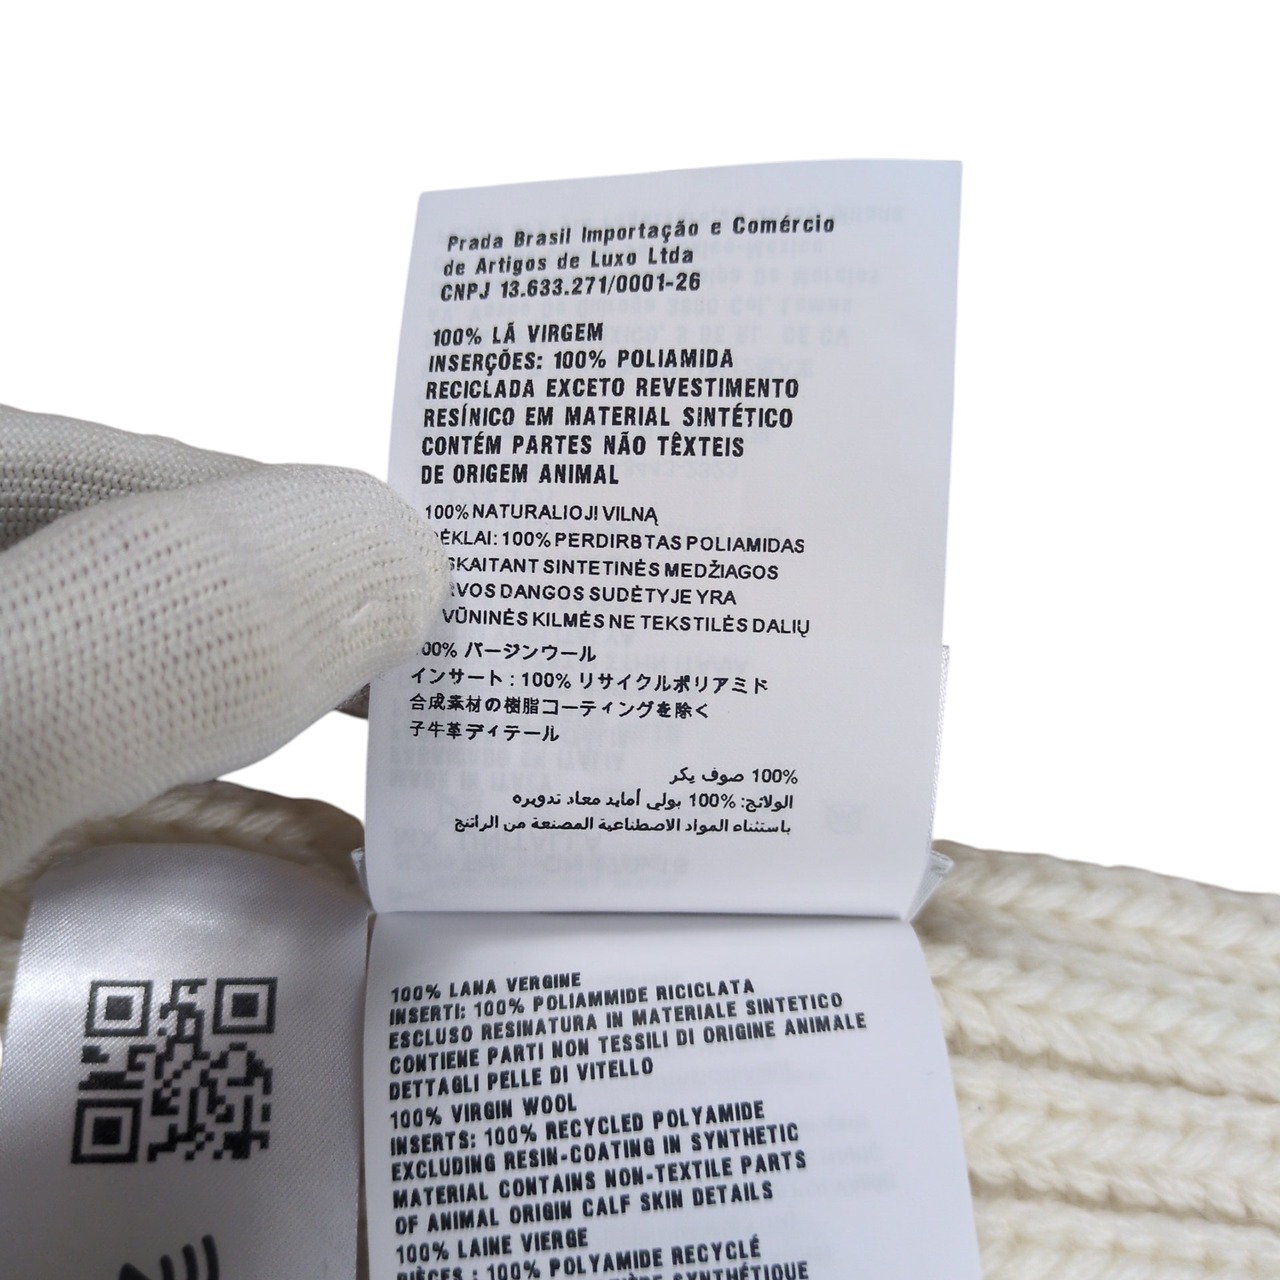 Prada Brasil Importação e Comércio
de Artigos de Luxo Ltda
CNPJ 13.633.271/0001-26
100% LÃ VIRGEM
INSERÇÕES: 100% POLIAMIDA
RECICLADA EXCETO REVESTIMENTO
RESÍNICO EM MATERIAL SINTÉTICO
CONTÉM PARTES NÃO TÊXTEIS
DE ORIGEM ANIMAL
100% NATURALIOJI VILNĄ
ĖKLAI: 100% PERDIRBTAS POLIAMIDAS
SKAITANT SINTETINĖS MEDŽIAGOS
VOS DANGOS SUDĖTYJE YRA
VŪNINĖS KILMĖS NE TEKSTILĖS DALIŲ
00% バージンウール
インサート : 100% リサイクルポリアミド
合成素材の樹脂コーティングを除く
子牛革ディテール
100% صوف يكر
الولائج: 100% بولي أمايد معاد تدويره
باستثناء المواد الاصطناعية المصنعة من الراتنج
100% LANA VERGINE
INSERTI: 100% POLIAMMIDE RICICLATA
ESCLUSO RESINATURA IN MATERIALE SINTETICO
CONTIENE PARTI NON TESSILI DI ORIGINE ANIMALE
DETTAGLI PELLE DI VITELLO
100% VIRGIN WOOL
INSERTS: 100% RECYCLED POLYAMIDE
EXCLUDING RESIN-COATING IN SYNTHETIC
MATERIAL CONTAINS NON-TEXTILE PARTS
OF ANIMAL ORIGIN CALF SKIN DETAILS
100% LAINE VIERGE
PIÈCES : 100% POLYAMIDE RECYCLÉ
SYNTHÉTIQUE